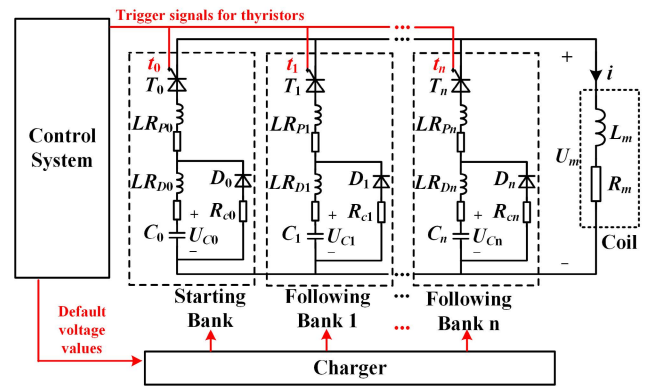 Trigger signals for thyristors
Control
System
t0
t1
tn
T0
T1
Tn
+
i
LRP0
LRP1
LRPn
Lm
Um
Rm
LRD0
D0
LRD1
D1
LRDn
Dn
Rc0
Rc1
Rcn
C0
+
UC0
−
C1
+
UC1
−
Cn
+
UCn
−
−
Coil
Starting
Bank
Following
Bank 1
Following
Bank n
Default
voltage
values
Charger